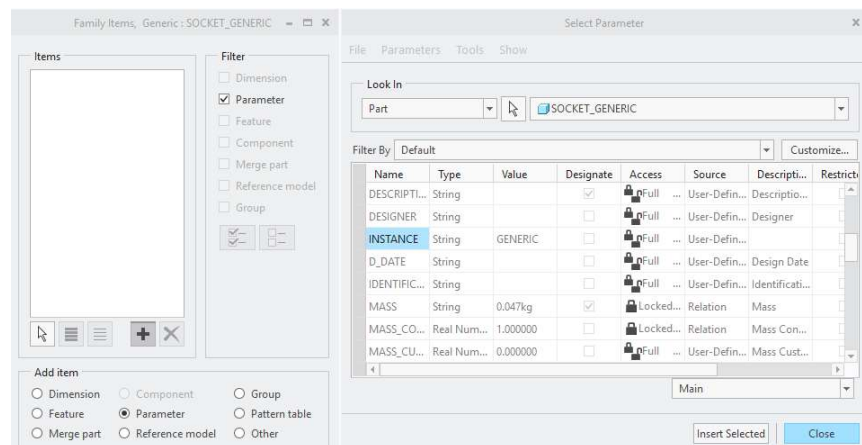 Family Items, Generic : SOCKET_GENERIC
Items
Filter
Dimension
Parameter
Feature
Component
Merge part
Reference model
Group
Add item
Dimension Component Group
Feature Parameter Pattern table
Merge part Reference model Other
Select Parameter
File Parameters Tools Show
Look In
Part SOCKET_GENERIC
Filter By Default Customize...
Name Type Value Designate Access Source Descripti... Restricte
DESCRIPTI... String Full ... User-Defin... Descriptio...
DESIGNER String Full ... User-Defin... Designer
INSTANCE String GENERIC Full ... User-Defin...
D_DATE String Full ... User-Defin... Design Date
IDENTIFIC... String Full ... User-Defin... Identificati...
MASS String 0.047kg Locked... Relation Mass
MASS_CO... Real Num... 1.000000 Locked... Relation Mass Con...
MASS_CU... Real Num... 0.000000 Full ... User-Defin... Mass Cust...
Main
Insert Selected Close